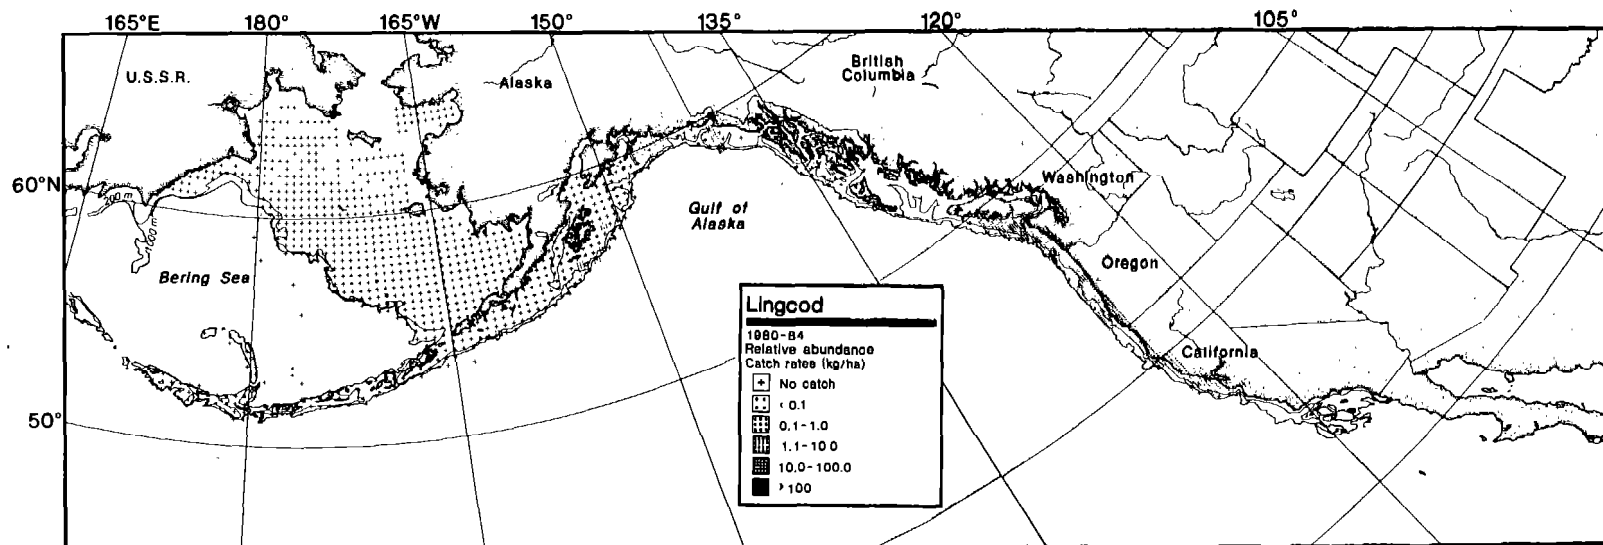 165°E 180° 165°W 150° 135° 120° 105°
U.S.S.R.
Alaska
British
Columbia
60°N
200 m
Washington
Gulf of
Alaska
Bering Sea
Oregon
Lingcod
1980-84
Relative abundance
Catch rates (kg/ha)
+ No catch
< 0.1
0.1-1.0
1.1-10 0
10.0-100.0
> 100
California
50°